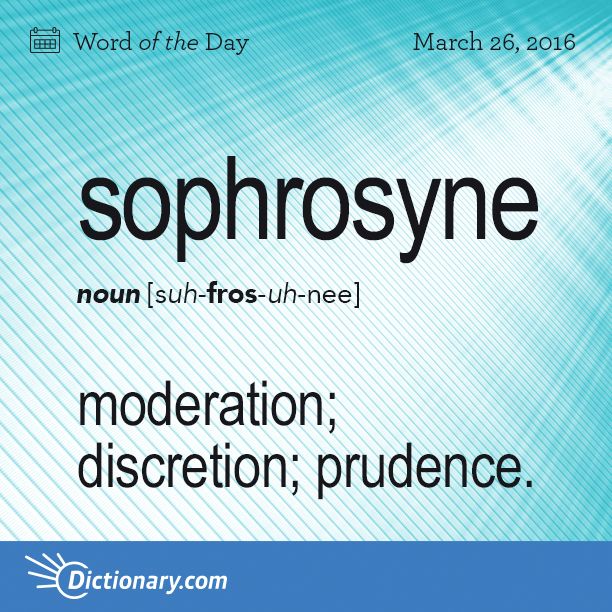 Word of the Day
March 26, 2016
sophrosyne
noun [suh-fros-uh-nee]
moderation;
discretion; prudence.
Dictionary.com